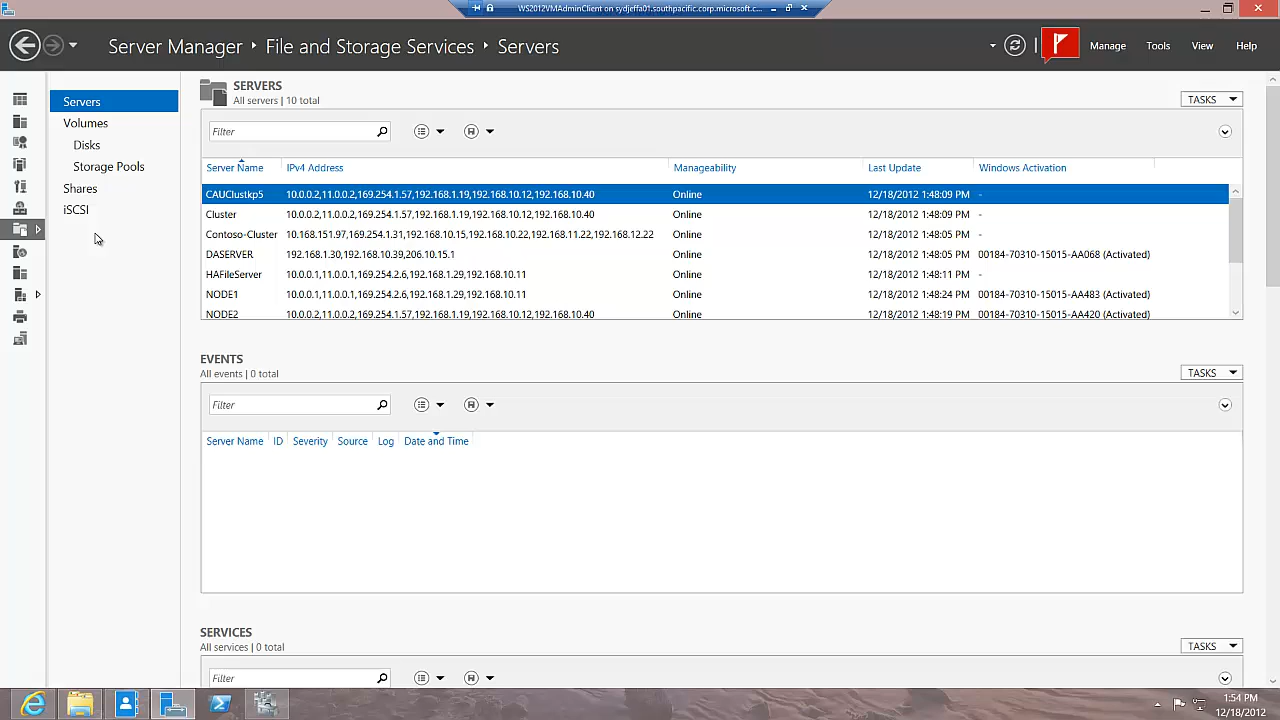 WS2012VMAdminClient on sydjeffa01.southpacific.corp.microsoft.c...
Server Manager ‣ File and Storage Services ‣ Servers
Manage Tools View Help
Servers
Volumes
Disks
Storage Pools
Shares
iSCSI
SERVERS
All servers | 10 total
TASKS
Filter
Server Name IPv4 Address Manageability Last Update Windows Activation
CAUClustkp5 10.0.0.2,11.0.0.2,169.254.1.57,192.168.1.19,192.168.10.12,192.168.10.40 Online 12/18/2012 1:48:09 PM -
Cluster 10.0.0.2,11.0.0.2,169.254.1.57,192.168.1.19,192.168.10.12,192.168.10.40 Online 12/18/2012 1:48:09 PM -
Contoso-Cluster 10.168.151.97,169.254.1.31,192.168.10.15,192.168.10.22,192.168.11.22,192.168.12.22 Online 12/18/2012 1:48:05 PM -
DASERVER 192.168.1.30,192.168.10.39,206.10.15.1 Online 12/18/2012 1:48:05 PM 00184-70310-15015-AA068 (Activated)
HAFileServer 10.0.0.1,11.0.0.1,169.254.2.6,192.168.1.29,192.168.10.11 Online 12/18/2012 1:48:11 PM -
NODE1 10.0.0.1,11.0.0.1,169.254.2.6,192.168.1.29,192.168.10.11 Online 12/18/2012 1:48:24 PM 00184-70310-15015-AA483 (Activated)
NODE2 10.0.0.2,11.0.0.2,169.254.1.57,192.168.1.19,192.168.10.12,192.168.10.40 Online 12/18/2012 1:48:19 PM 00184-70310-15015-AA420 (Activated)
EVENTS
All events | 0 total
TASKS
Filter
Server Name ID Severity Source Log Date and Time
SERVICES
All services | 0 total
TASKS
Filter
1:54 PM
12/18/2012